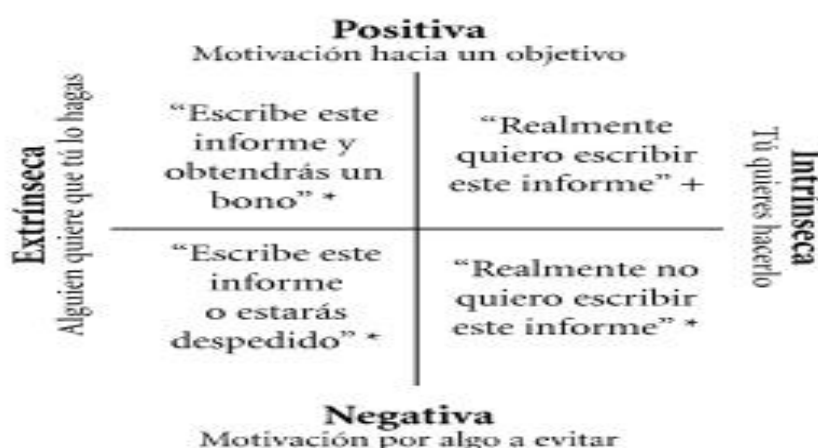 Positiva
Motivación hacia un objetivo
Extrínseca
Alguien quiere que tú lo hagas
“Escribe este
informe y
obtendrás un
bono” *
“Realmente
quiero escribir
este informe” +
“Escribe este
informe
o estarás
despedido” *
“Realmente no
quiero escribir
este informe” *
Intrínseca
Tú quieres hacerlo
Negativa
Motivación por algo a evitar